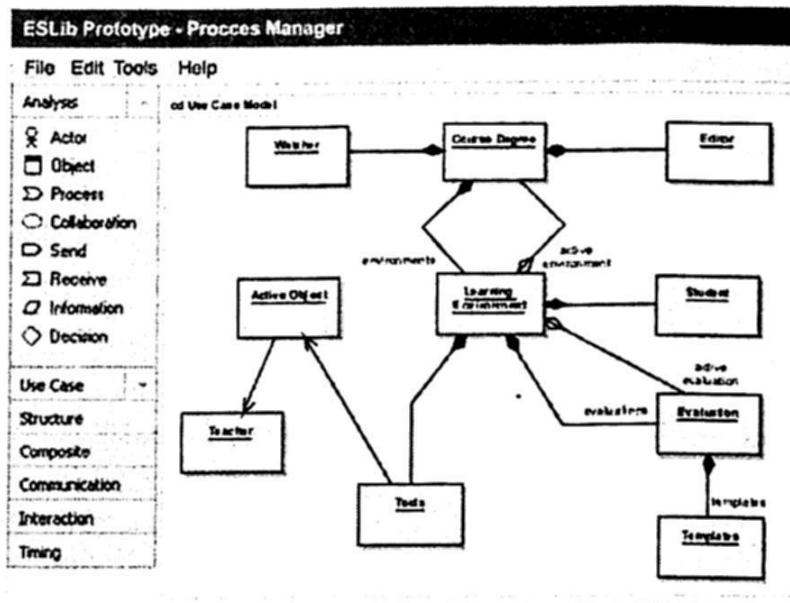 ESLib Prototype - Procces Manager
File Edit Tools Help
Analysis
Actor
Object
Process
Collaboration
Send
Receive
Information
Decision
Use Case
Structure
Composite
Communication
Interaction
Timing
cd Use Case Model
Watcher
Course Degree
Editor
environments
active
environment
Active Object
Learning
Enironment
Student
active
evaluation
evaluations
Evaluation
Teacher
Tools
templates
Templates